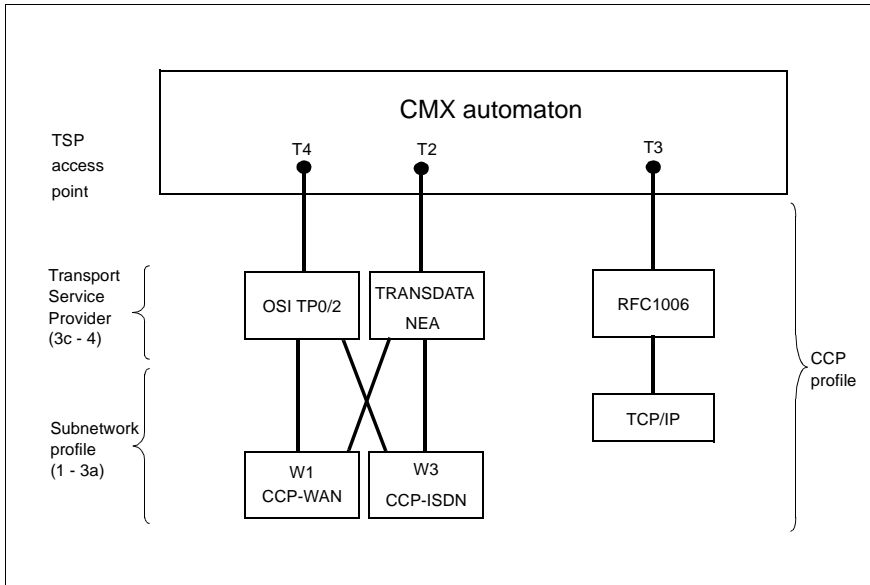 CMX automaton
TSP
access
point
T4
T2
T3
Transport
Service
Provider
(3c - 4)
OSI TP0/2
TRANSDATA
NEA
RFC1006
CCP
profile
TCP/IP
Subnetwork
profile
(1 - 3a)
W1
CCP-WAN
W3
CCP-ISDN